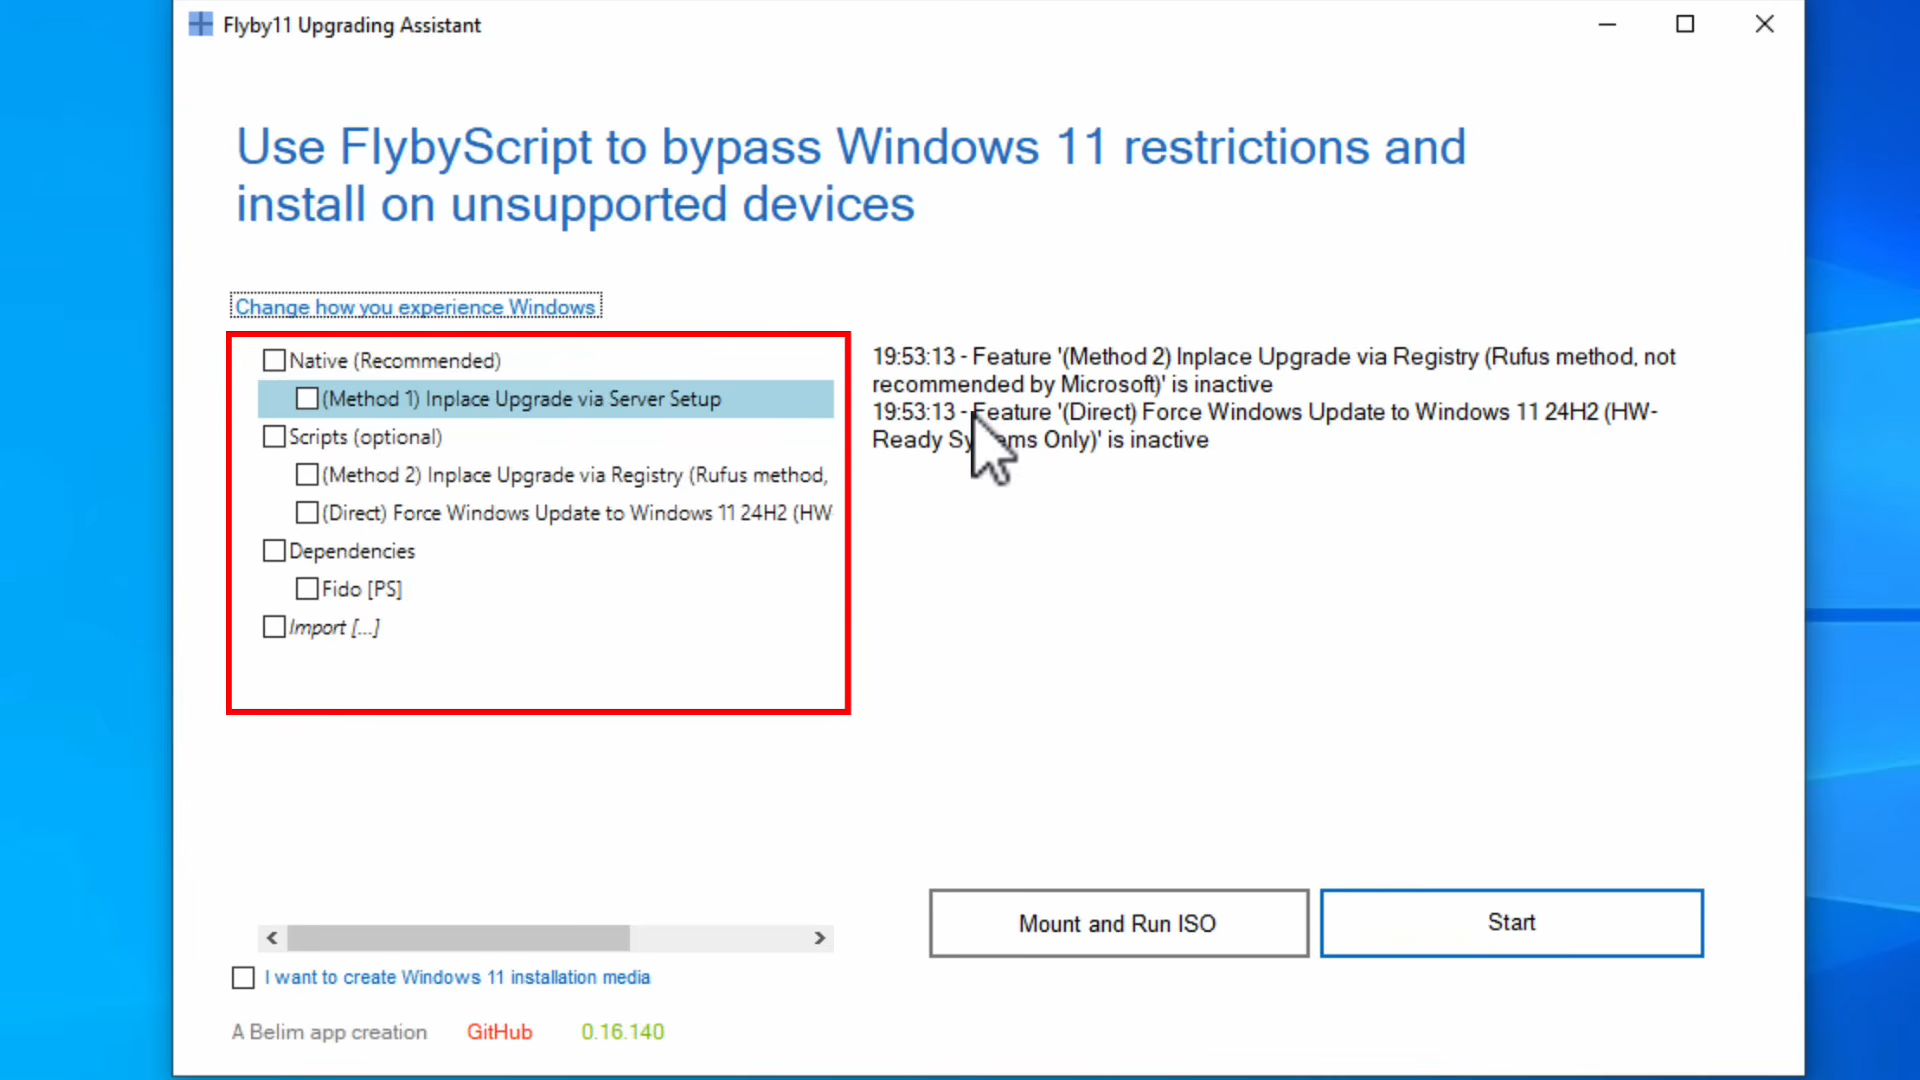 Flyby11 Upgrading Assistant
Use FlybyScript to bypass Windows 11 restrictions and
install on unsupported devices
Change how you experience Windows
Native (Recommended)
(Method 1) Inplace Upgrade via Server Setup
Scripts (optional)
(Method 2) Inplace Upgrade via Registry (Rufus method,
(Direct) Force Windows Update to Windows 11 24H2 (HW
Dependencies
Fido [PS]
Import [...]
19:53:13 - Feature '(Method 2) Inplace Upgrade via Registry (Rufus method, not
recommended by Microsoft)' is inactive
19:53:13 - Feature '(Direct) Force Windows Update to Windows 11 24H2 (HW-
Ready Systems Only)' is inactive
Mount and Run ISO
Start
I want to create Windows 11 installation media
A Belim app creation GitHub 0.16.140